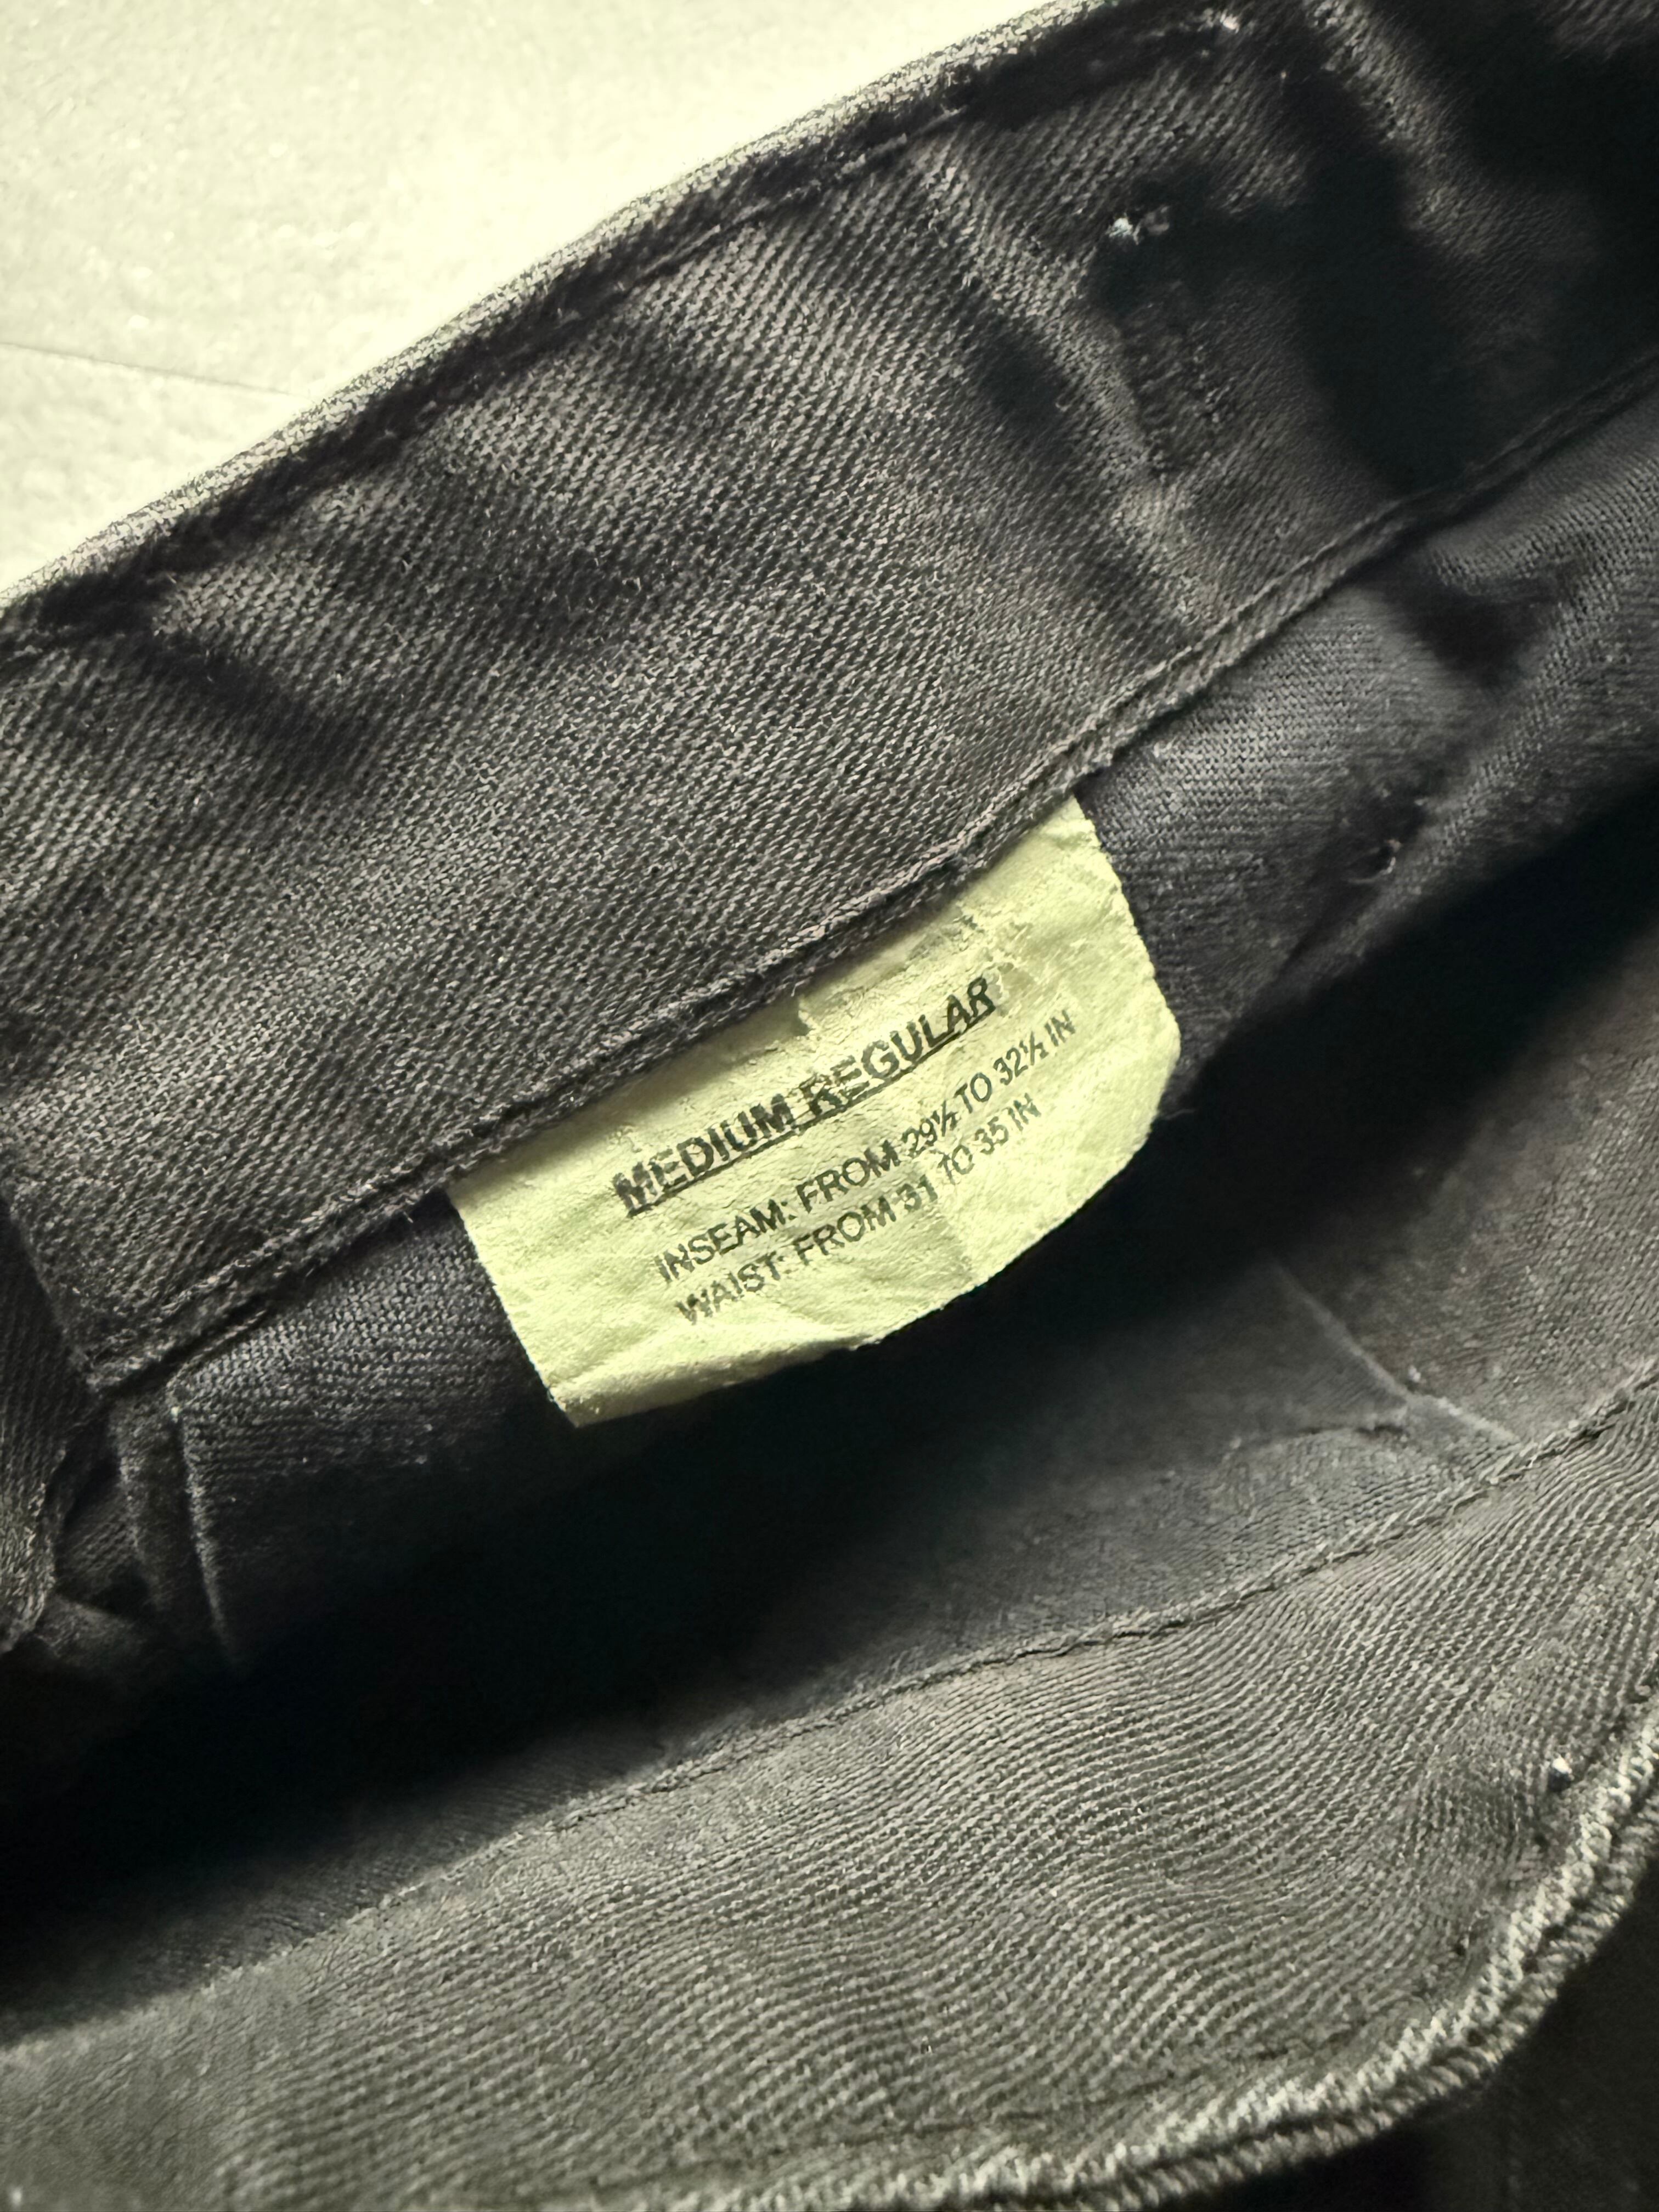 MEDIUM REGULAR
INSEAM: FROM 29½ TO 32½ IN
WAIST: FROM 31 TO 35 IN